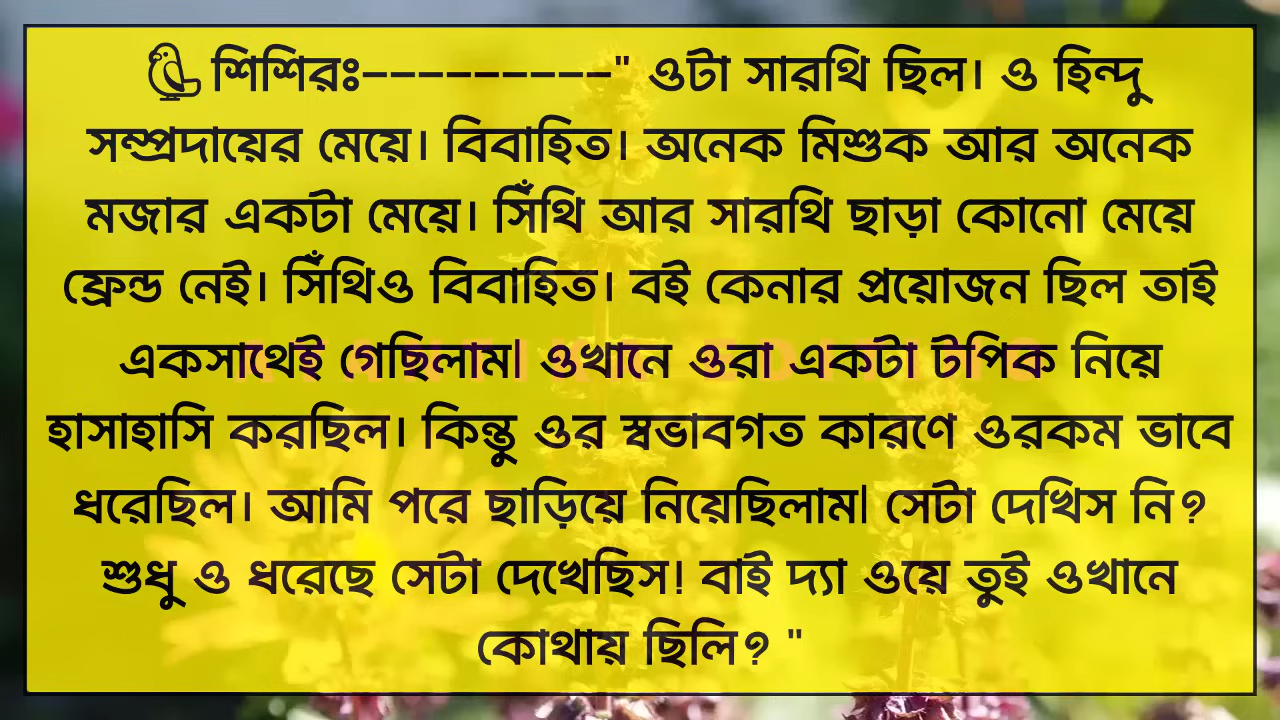 শিশিরঃ---------" ওটা সারথি ছিল। ও হিন্দু
সম্প্রদায়ের মেয়ে। বিবাহিত। অনেক মিশুক আর অনেক
মজার একটা মেয়ে। সিঁথি আর সারথি ছাড়া কোনো মেয়ে
ফ্রেন্ড নেই। সিঁথিও বিবাহিত। বই কেনার প্রয়োজন ছিল তাই
একসাথেই গেছিলাম| ওখানে ওরা একটা টপিক নিয়ে
হাসাহাসি করছিল। কিন্তু ওর স্বভাবগত কারণে ওরকম ভাবে
ধরেছিল। আমি পরে ছাড়িয়ে নিয়েছিলাম| সেটা দেখিস নি?
শুধু ও ধরেছে সেটা দেখেছিস! বাই দ্যা ওয়ে তুই ওখানে
কোথায় ছিলি? "